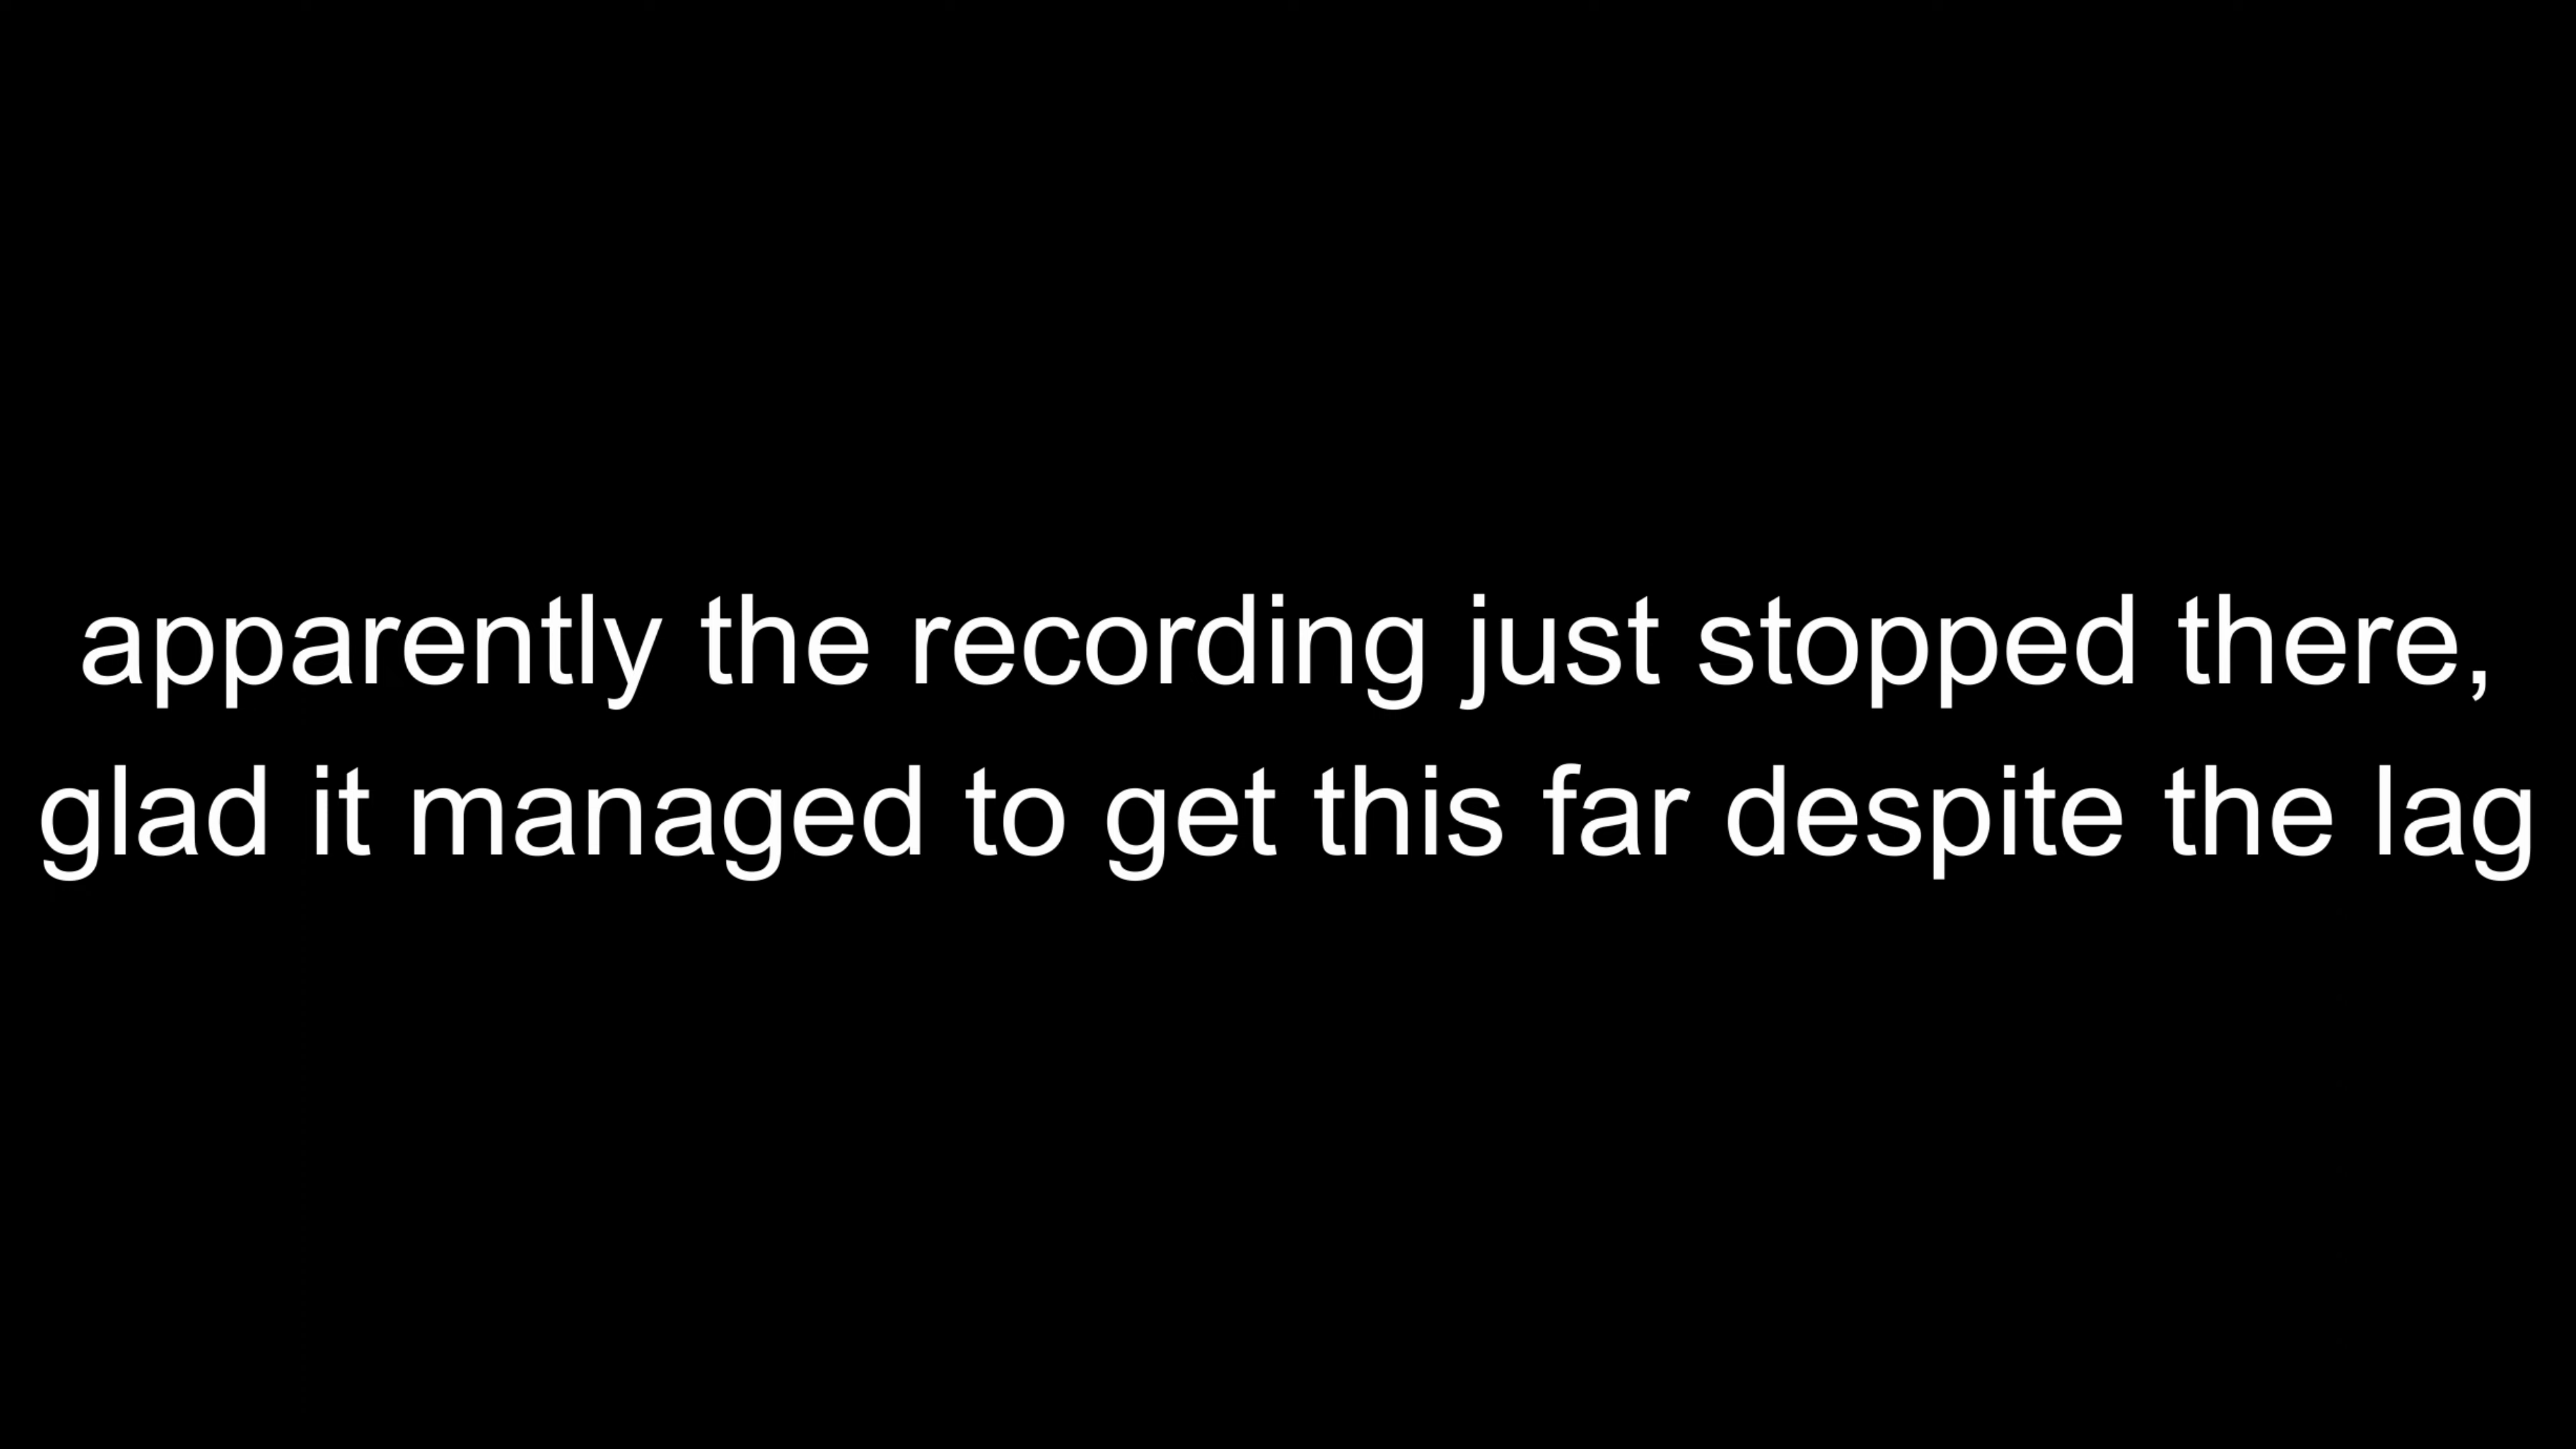 apparently the recording just stopped there,
glad it managed to get this far despite the lag